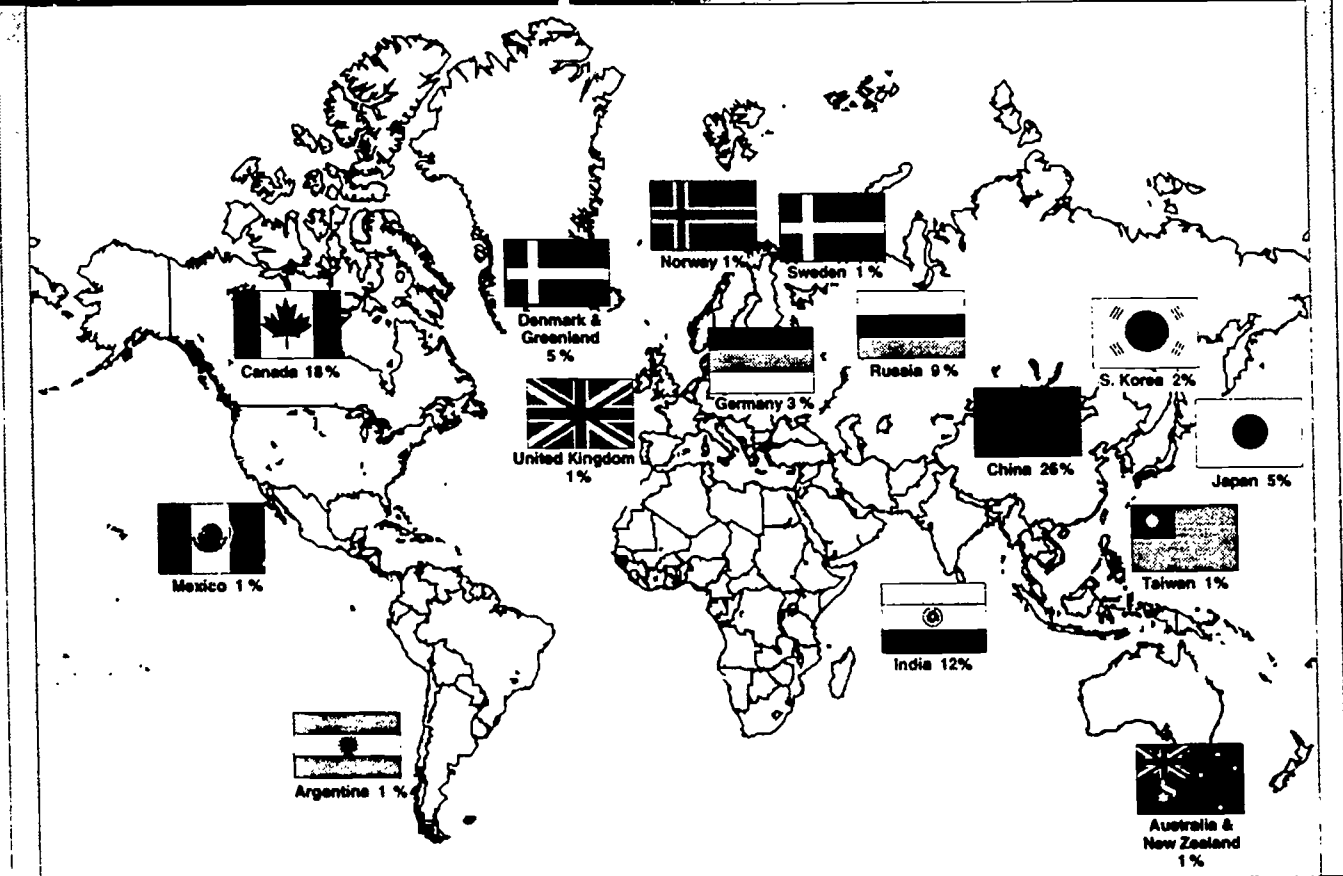 Norway 1%
Sweden 1%
Denmark &
Greenland
5%
Canada 18%
Russia 9%
S. Korea 2%
Germany 3%
United Kingdom
1%
China 26%
Japan 5%
Mexico 1%
Taiwan 1%
India 12%
Argentina 1%
Australia &
New Zealand
1%